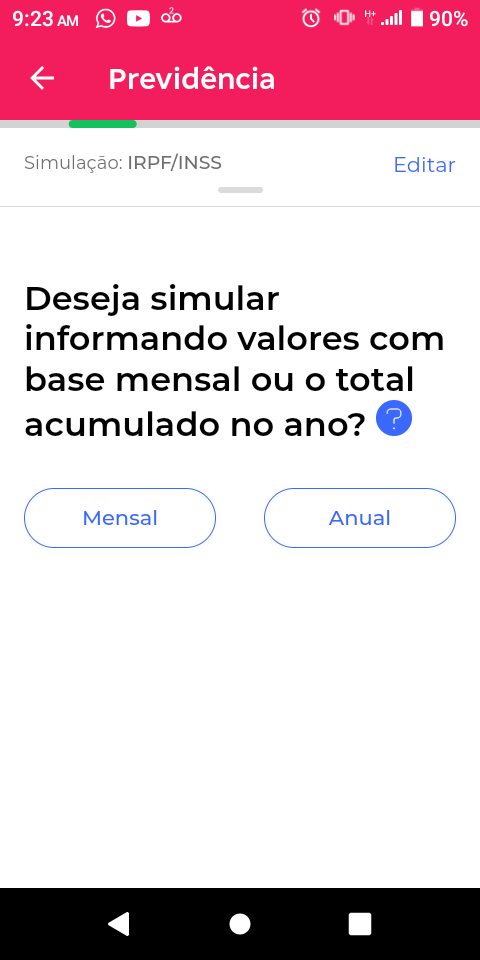 9:23 AM 2 H+ 90%
Previdência
Simulação: IRPF/INSS Editar
Deseja simular
informando valores com
base mensal ou o total
acumulado no ano? ?
Mensal Anual